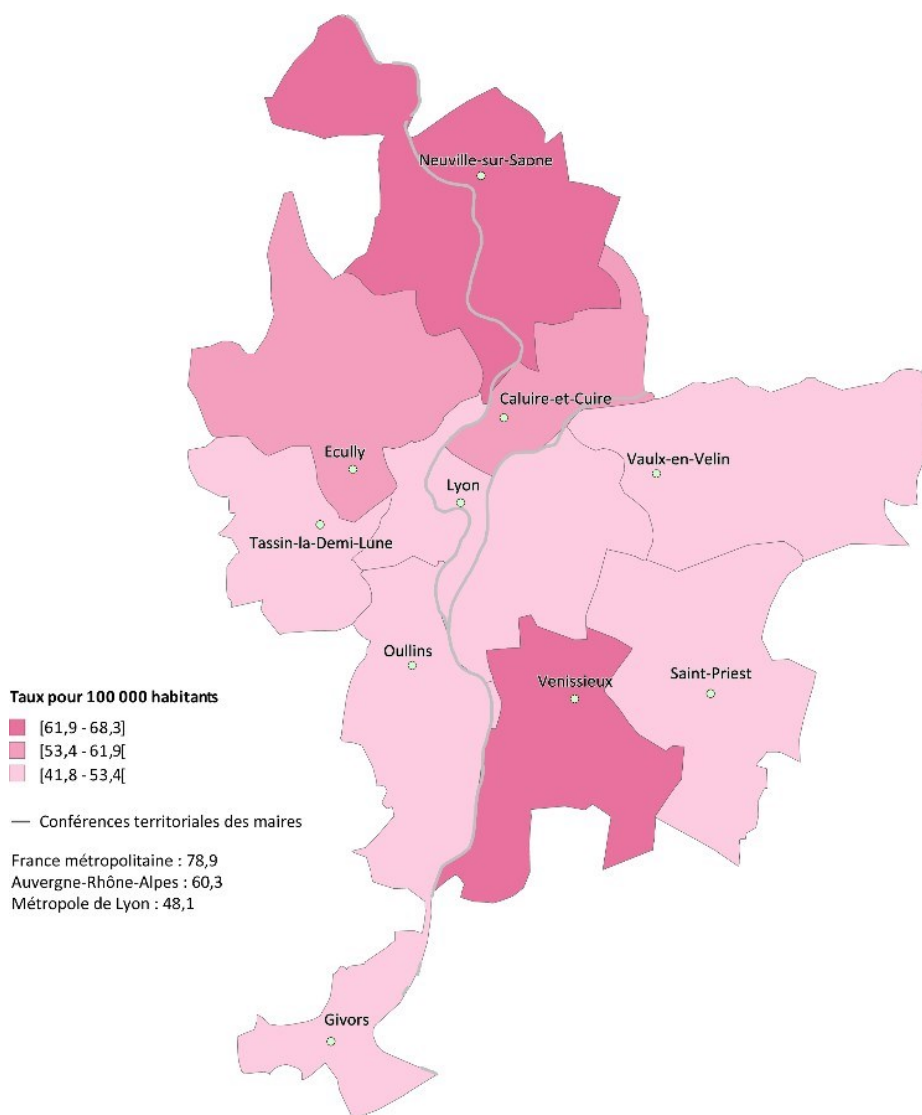 Neuville-sur-Saone
Caluire-et-Cuire
Ecully
Vaulx-en-Velin
Lyon
Tassin-la-Demi-Lune
Oullins
Venissieux
Saint-Priest
Taux pour 100 000 habitants
[61,9 - 68,3]
[53,4 - 61,9[
[41,8 - 53,4[
Conférences territoriales des maires
France métropolitaine : 78,9
Auvergne-Rhône-Alpes : 60,3
Métropole de Lyon : 48,1
Givors